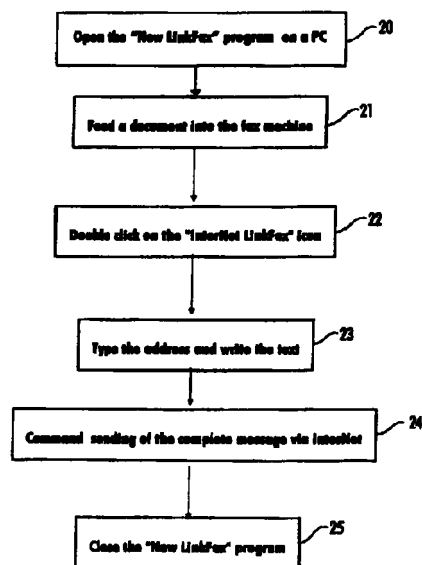 Open the "New LinkFax" program on a PC
20
Feed a document into the fax machine
21
Double click on the "InterNet LinkFax" icon
22
Type the address and write the text
23
Command sending of the complete message via interNet
24
Close the "New LinkFax" program
25